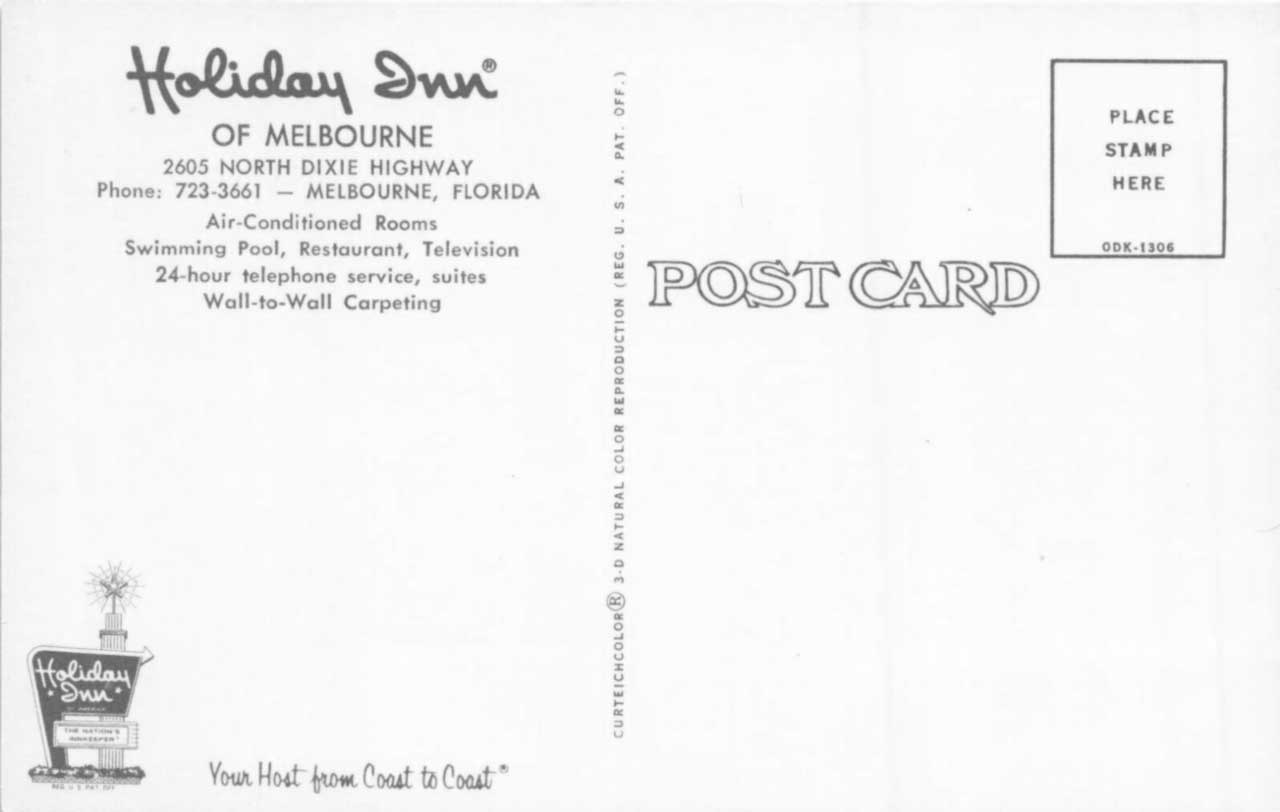 Holiday Inn®
OF MELBOURNE
2605 NORTH DIXIE HIGHWAY
Phone: 723-3661 — MELBOURNE, FLORIDA
Air-Conditioned Rooms
Swimming Pool, Restaurant, Television
24-hour telephone service, suites
Wall-to-Wall Carpeting
Holiday
Inn
OF AMERICA
THE NATION'S
INNKEEPER
REG. U S PAT. OFF
Your Host from Coast to Coast®
CURTEICHCOLOR® 3-D NATURAL COLOR REPRODUCTION (REG. U. S. A. PAT. OFF.)
POST CARD
PLACE
STAMP
HERE
ODK-1306